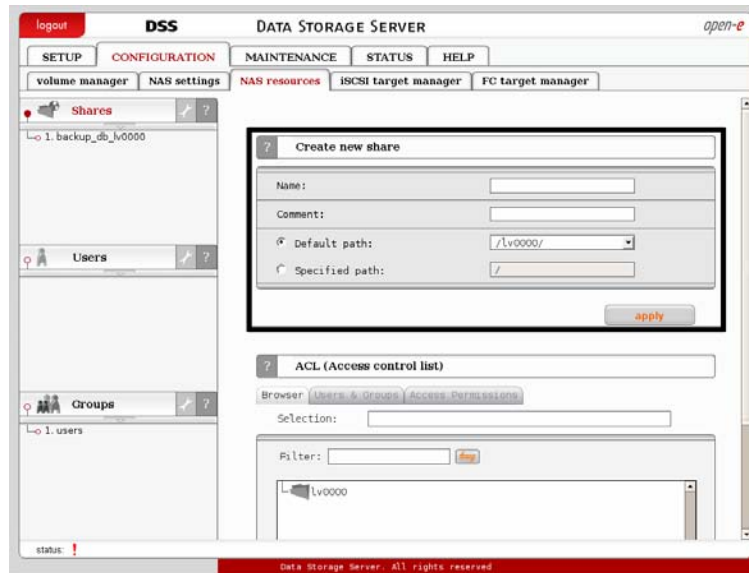 logout DSS DATA STORAGE SERVER open-e
SETUP CONFIGURATION MAINTENANCE STATUS HELP
volume manager NAS settings NAS resources iSCSI target manager FC target manager
Shares ?
1. backup_db_lv0000
Users ?
Groups ?
1. users
? Create new share
Name:
Comment:
Default path: /lv0000/
Specified path: /
apply
? ACL (Access control list)
Browser Users & Groups Access Permissions
Selection:
Filter:
lv0000
status: !
Data Storage Server. All rights reserved